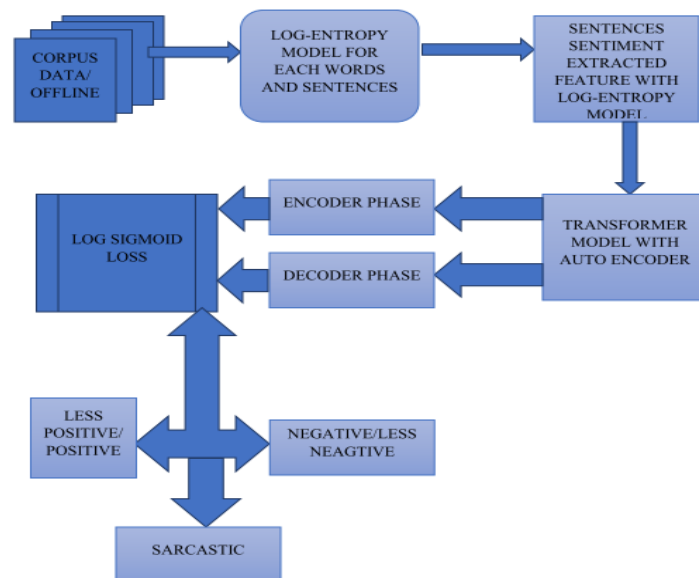 CORPUS
DATA/
OFFLINE
LOG-ENTROPY
MODEL FOR
EACH WORDS
AND SENTENCES
SENTENCES
SENTIMENT
EXTRACTED
FEATURE WITH
LOG-ENTROPY
MODEL
LOG SIGMOID
LOSS
ENCODER PHASE
DECODER PHASE
TRANSFORMER
MODEL WITH
AUTO ENCODER
LESS
POSITIVE/
POSITIVE
NEGATIVE/LESS
NEAGTIVE
SARCASTIC